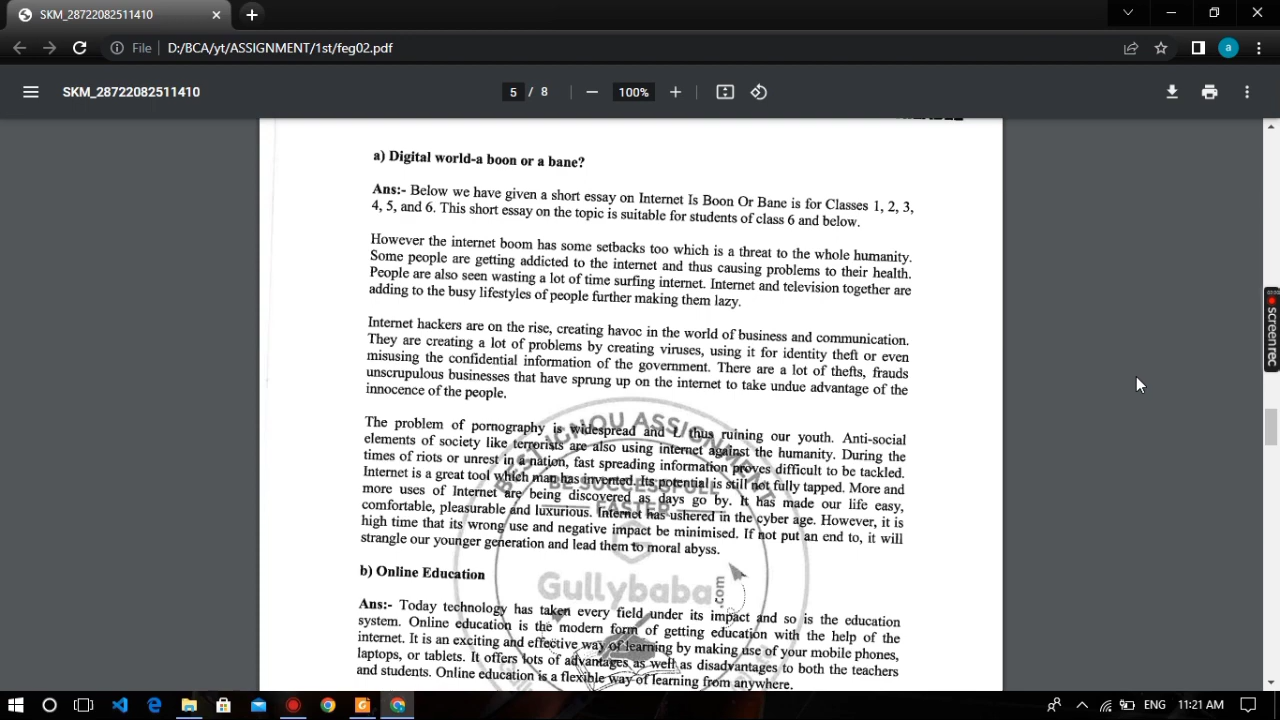 SKM_28722082511410
File D:/BCA/yt/ASSIGNMENT/1st/feg02.pdf
SKM_28722082511410
5 / 8
100%
a) Digital world-a boon or a bane?
Ans:- Below we have given a short essay on Internet Is Boon Or Bane is for Classes 1, 2, 3,
4, 5, and 6. This short essay on the topic is suitable for students of class 6 and below.
However the internet boom has some setbacks too which is a threat to the whole humanity.
Some people are getting addicted to the internet and thus causing problems to their health.
People are also seen wasting a lot of time surfing internet. Internet and television together are
adding to the busy lifestyles of people further making them lazy.
Internet hackers are on the rise, creating havoc in the world of business and communication.
They are creating a lot of problems by creating viruses, using it for identity theft or even
misusing the confidential information of the government. There are a lot of thefts, frauds
unscrupulous businesses that have sprung up on the internet to take undue advantage of the
innocence of the people.
The problem of pornography is widespread and L thus ruining our youth. Anti-social
elements of society like terrorists are also using internet against the humanity. During the
times of riots or unrest in a nation, fast spreading information proves difficult to be tackled.
Internet is a great tool which man has invented. Its potential is still not fully tapped. More and
more uses of Internet are being discovered as days go by. It has made our life easy,
comfortable, pleasurable and luxurious. Internet has ushered in the cyber age. However, it is
high time that its wrong use and negative impact be minimised. If not put an end to, it will
strangle our younger generation and lead them to moral abyss.
BEST IGNOU ASSIGNMENT
BE SUCCESSFULL
FASTER
Gullybaba.com
b) Online Education
Ans:- Today technology has taken every field under its impact and so is the education
system. Online education is the modern form of getting education with the help of the
internet. It is an exciting and effective way of learning by making use of your mobile phones,
laptops, or tablets. It offers lots of advantages as well as disadvantages to both the teachers
and students. Online education is a flexible way of learning from anywhere.
screenrec
ENG
11:21 AM